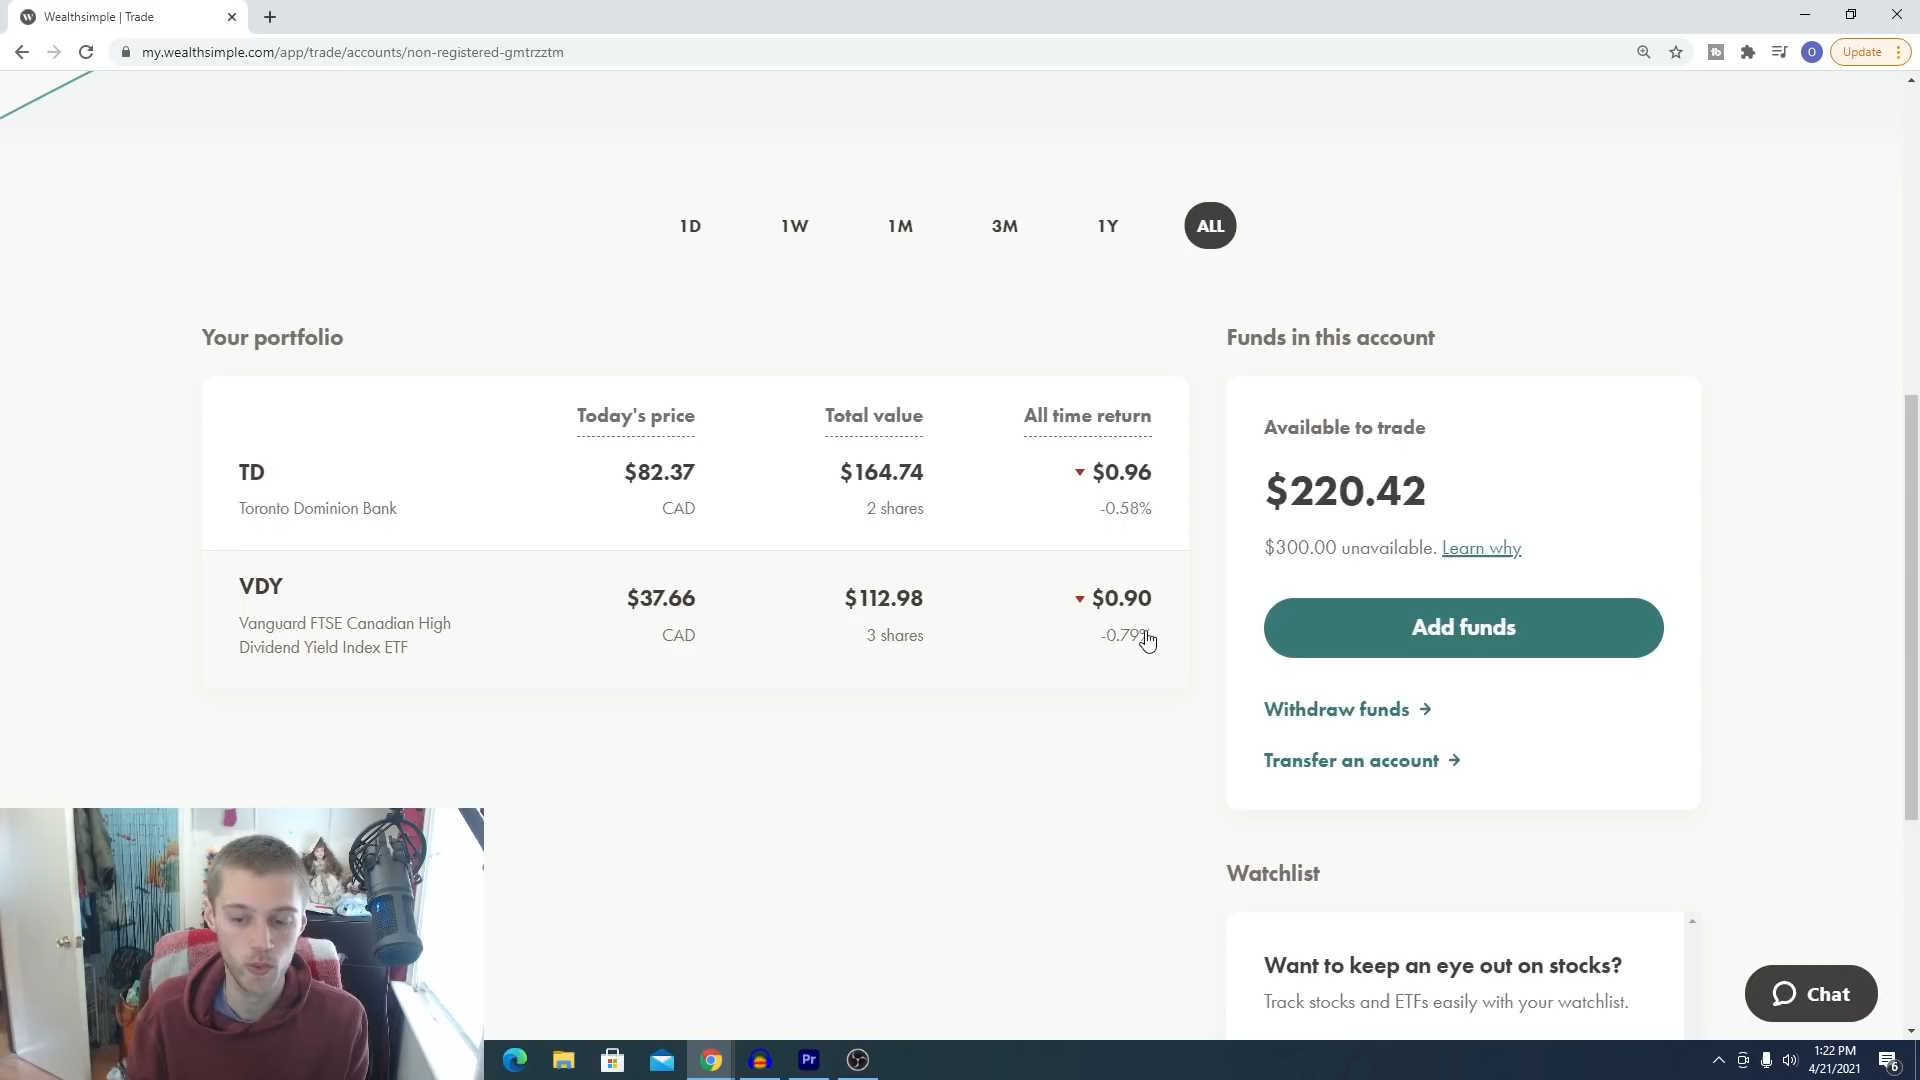 Wealthsimple | Trade
my.wealthsimple.com/app/trade/accounts/non-registered-gmtrzztm
O
Update
1D 1W 1M 3M 1Y ALL
Your portfolio
Today's price Total value All time return
TD $82.37 $164.74 $0.96
Toronto Dominion Bank CAD 2 shares -0.58%
VDY $37.66 $112.98 $0.90
Vanguard FTSE Canadian High
Dividend Yield Index ETF CAD 3 shares -0.79%
Funds in this account
Available to trade
$220.42
$300.00 unavailable. Learn why
Add funds
Withdraw funds
Transfer an account
Watchlist
Want to keep an eye out on stocks?
Track stocks and ETFs easily with your watchlist.
Chat
Pr
1:22 PM
4/21/2021
6